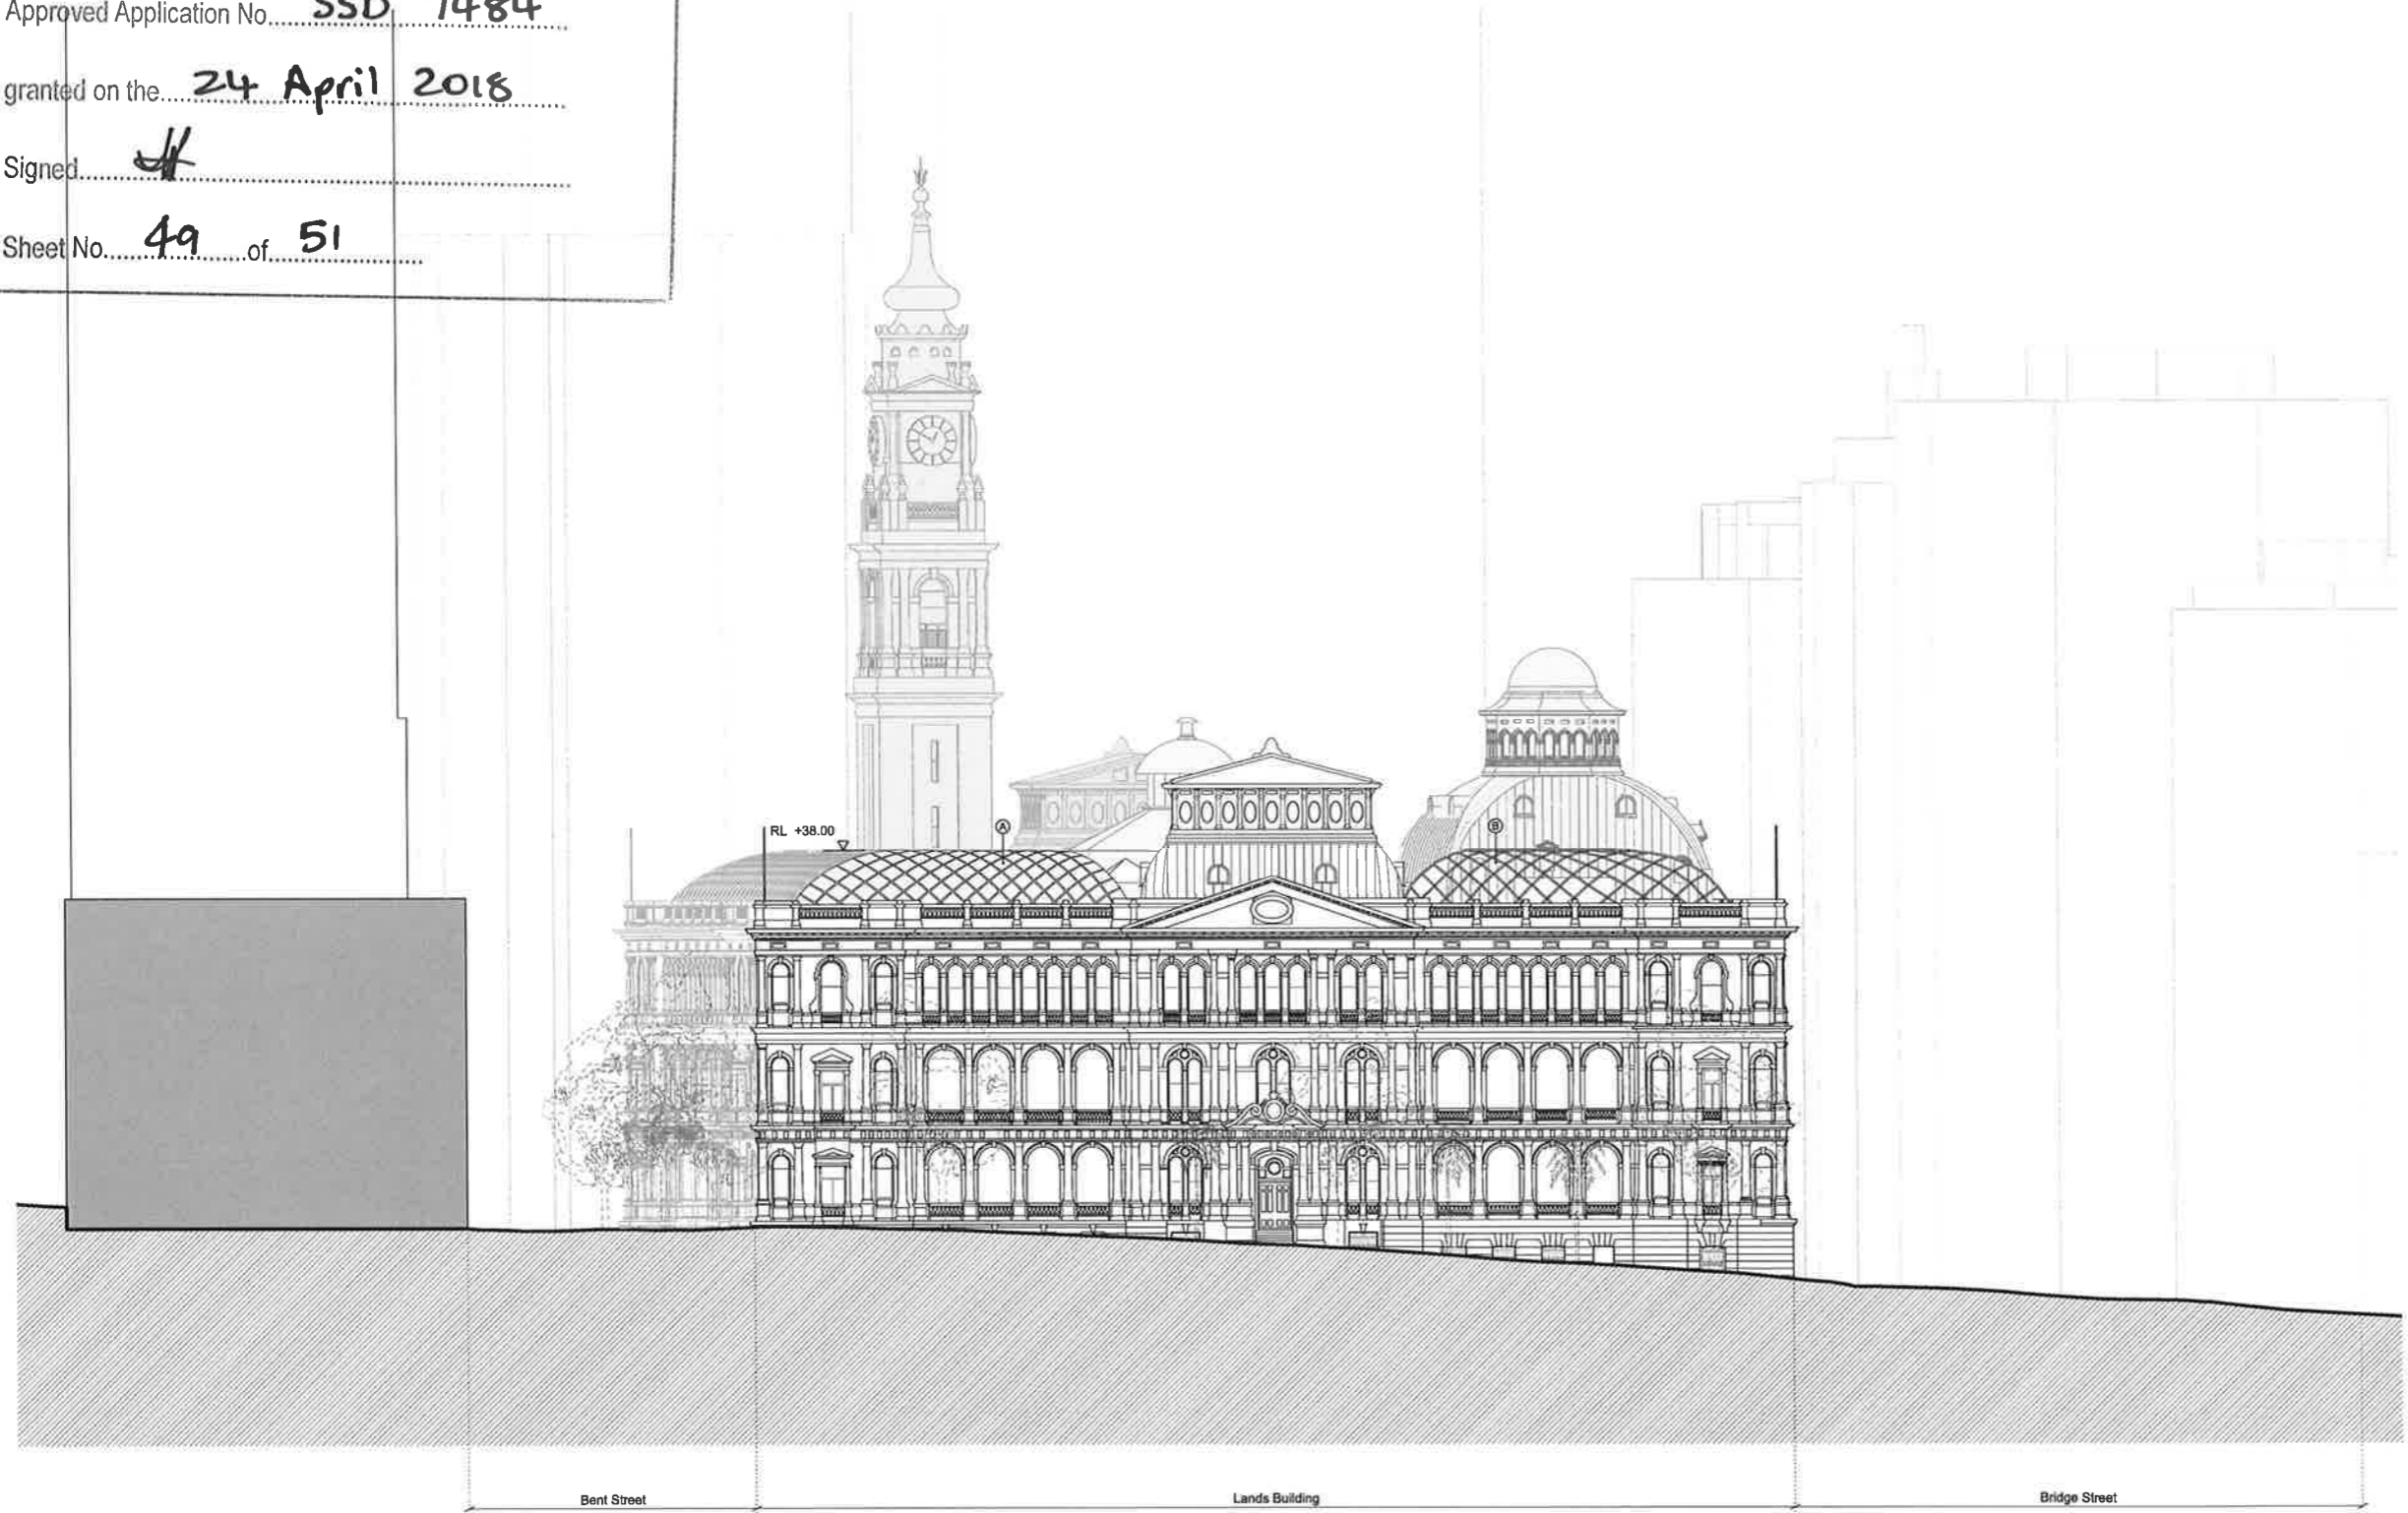 Approved Application No. SSD 7484
granted on the 24 April 2018
Signed
Sheet No. 49 of 51
RL +38.00
A
B
Bent Street
Lands Building
Bridge Street